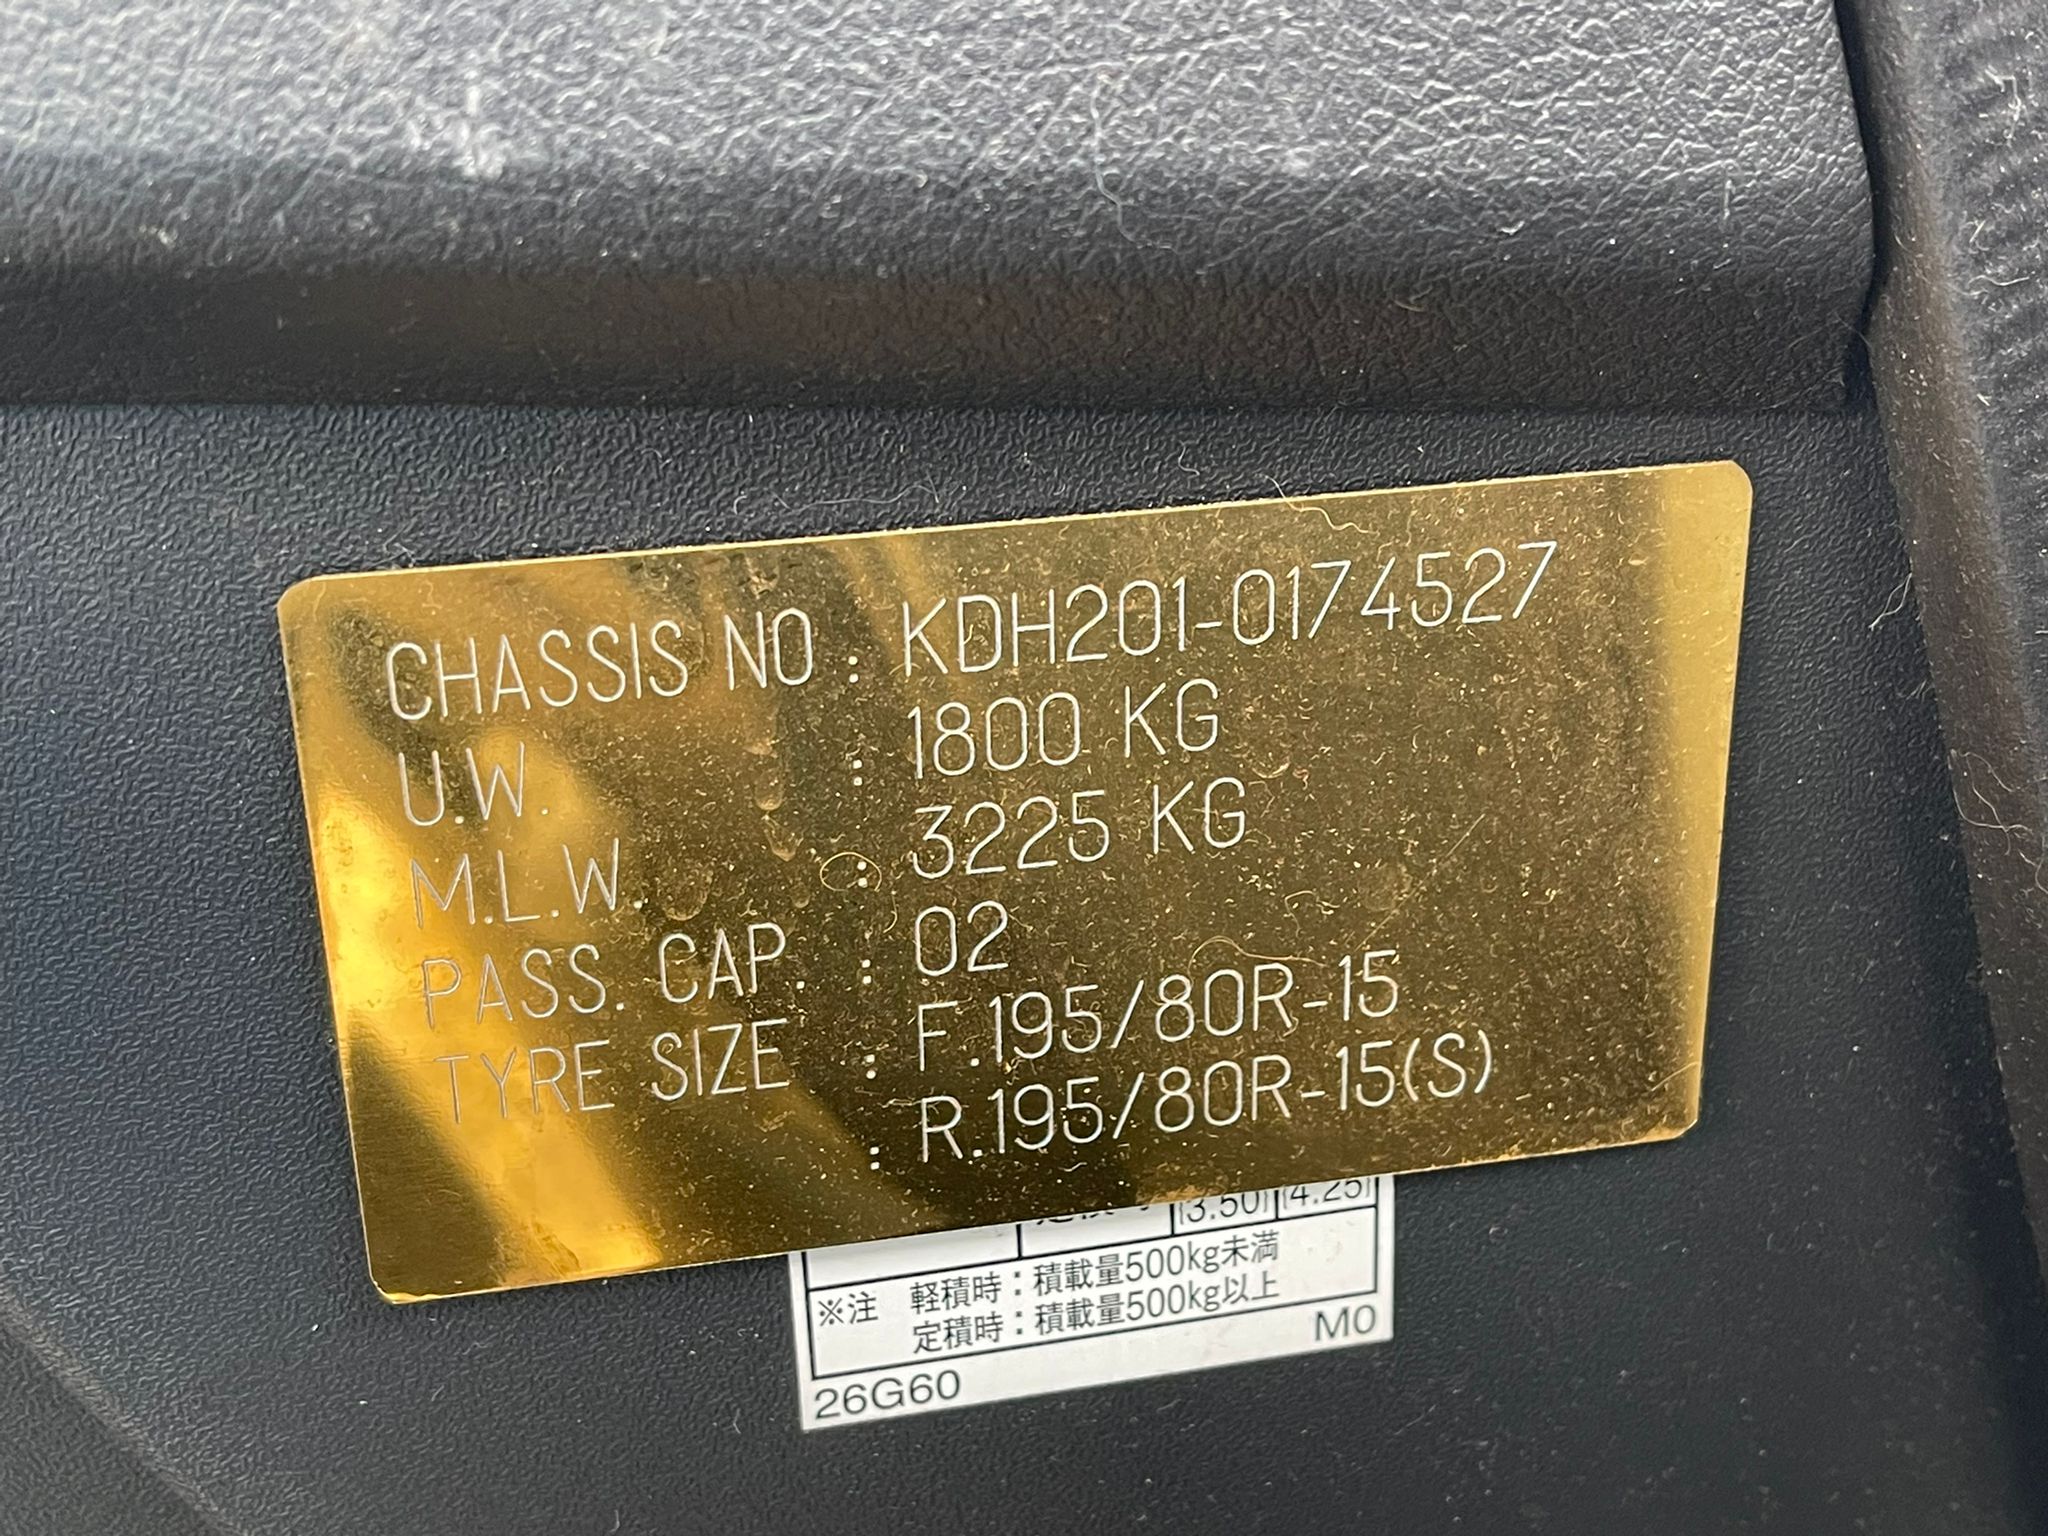 CHASSIS NO : KDH201-0174527
U.W. : 1800 KG
M.L.W. : 3225 KG
PASS. CAP. : 02
TYRE SIZE : F.195/80R-15
: R.195/80R-15(S)
{3.50} {4.25}
※注 軽積時：積載量500kg未満
定積時：積載量500kg以上
M0
26G60